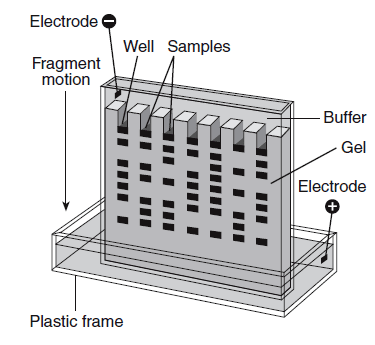 Electrode −
Well Samples
Fragment
motion
Buffer
Gel
Electrode
+
Plastic frame